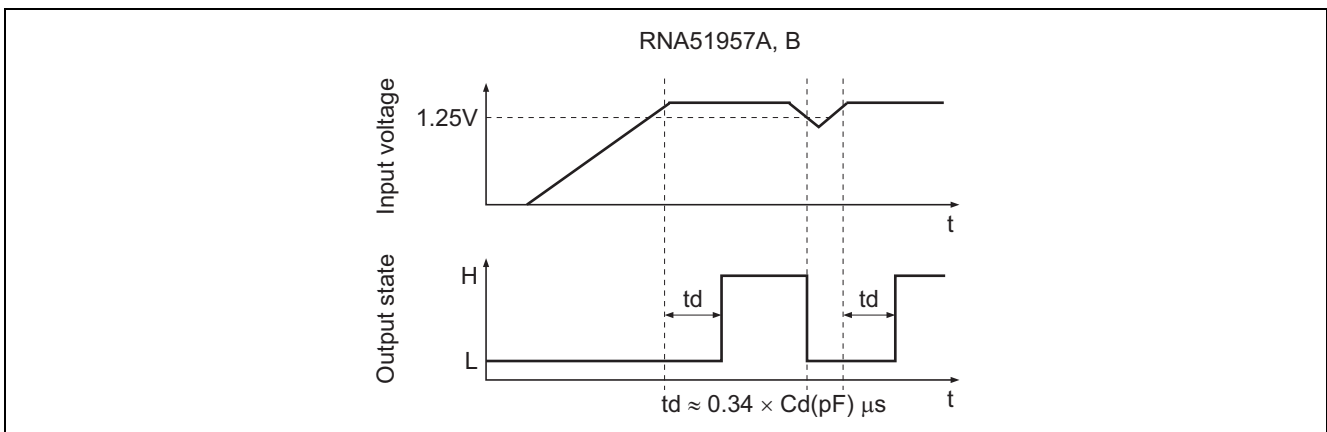 RNA51957A, B
Input voltage
1.25V
t
Output state
H
td
td
L
td ≈ 0.34 × Cd(pF) μs
t